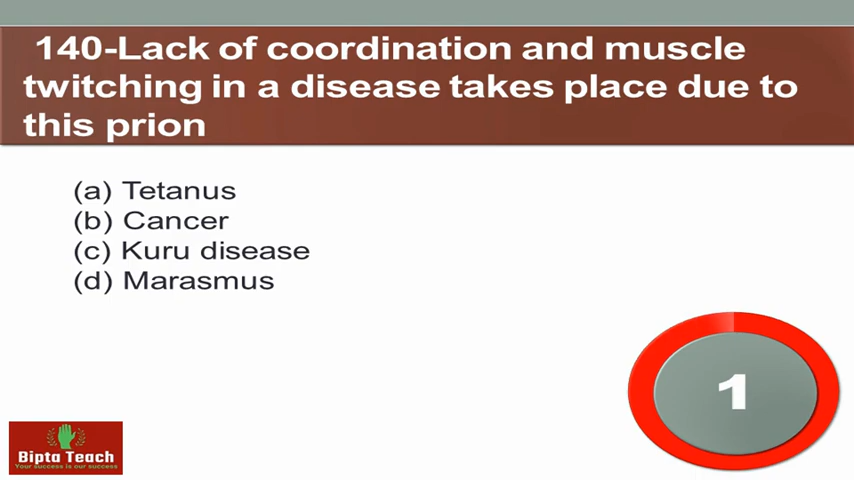 140-Lack of coordination and muscle
twitching in a disease takes place due to
this prion
(a) Tetanus
(b) Cancer
(c) Kuru disease
(d) Marasmus
1
Bipta Teach
Your success is our success